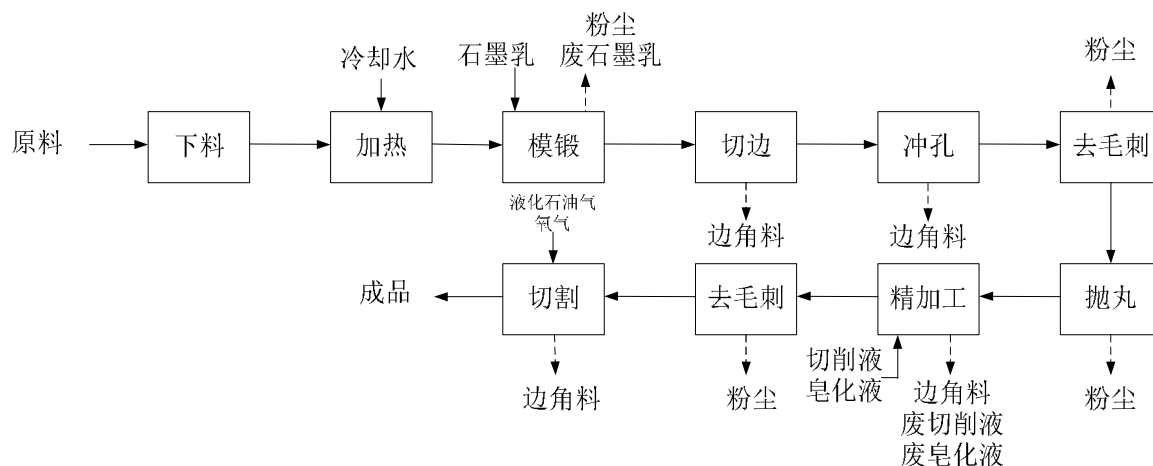 粉尘
废石墨乳
冷却水
石墨乳
粉尘
原料
下料
加热
模锻
切边
冲孔
去毛刺
液化石油气
氧气
边角料
边角料
成品
切割
去毛刺
精加工
抛丸
切削液
皂化液
边角料
粉尘
边角料
废切削液
废皂化液
粉尘